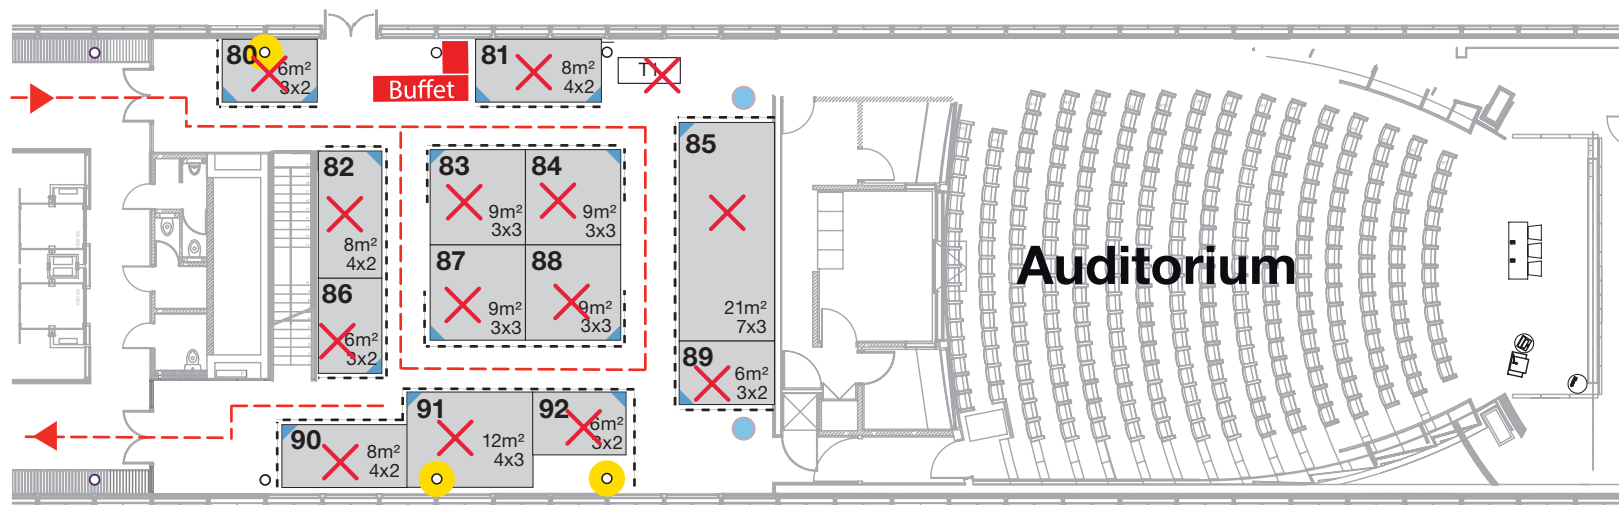 80
6m²
3x2
Buffet
81
8m²
4x2
82
8m²
4x2
83
9m²
3x3
84
9m²
3x3
85
21m²
7x3
86
6m²
3x2
87
9m²
3x3
88
9m²
3x3
89
6m²
3x2
90
8m²
4x2
91
12m²
4x3
92
6m²
3x2
Auditorium